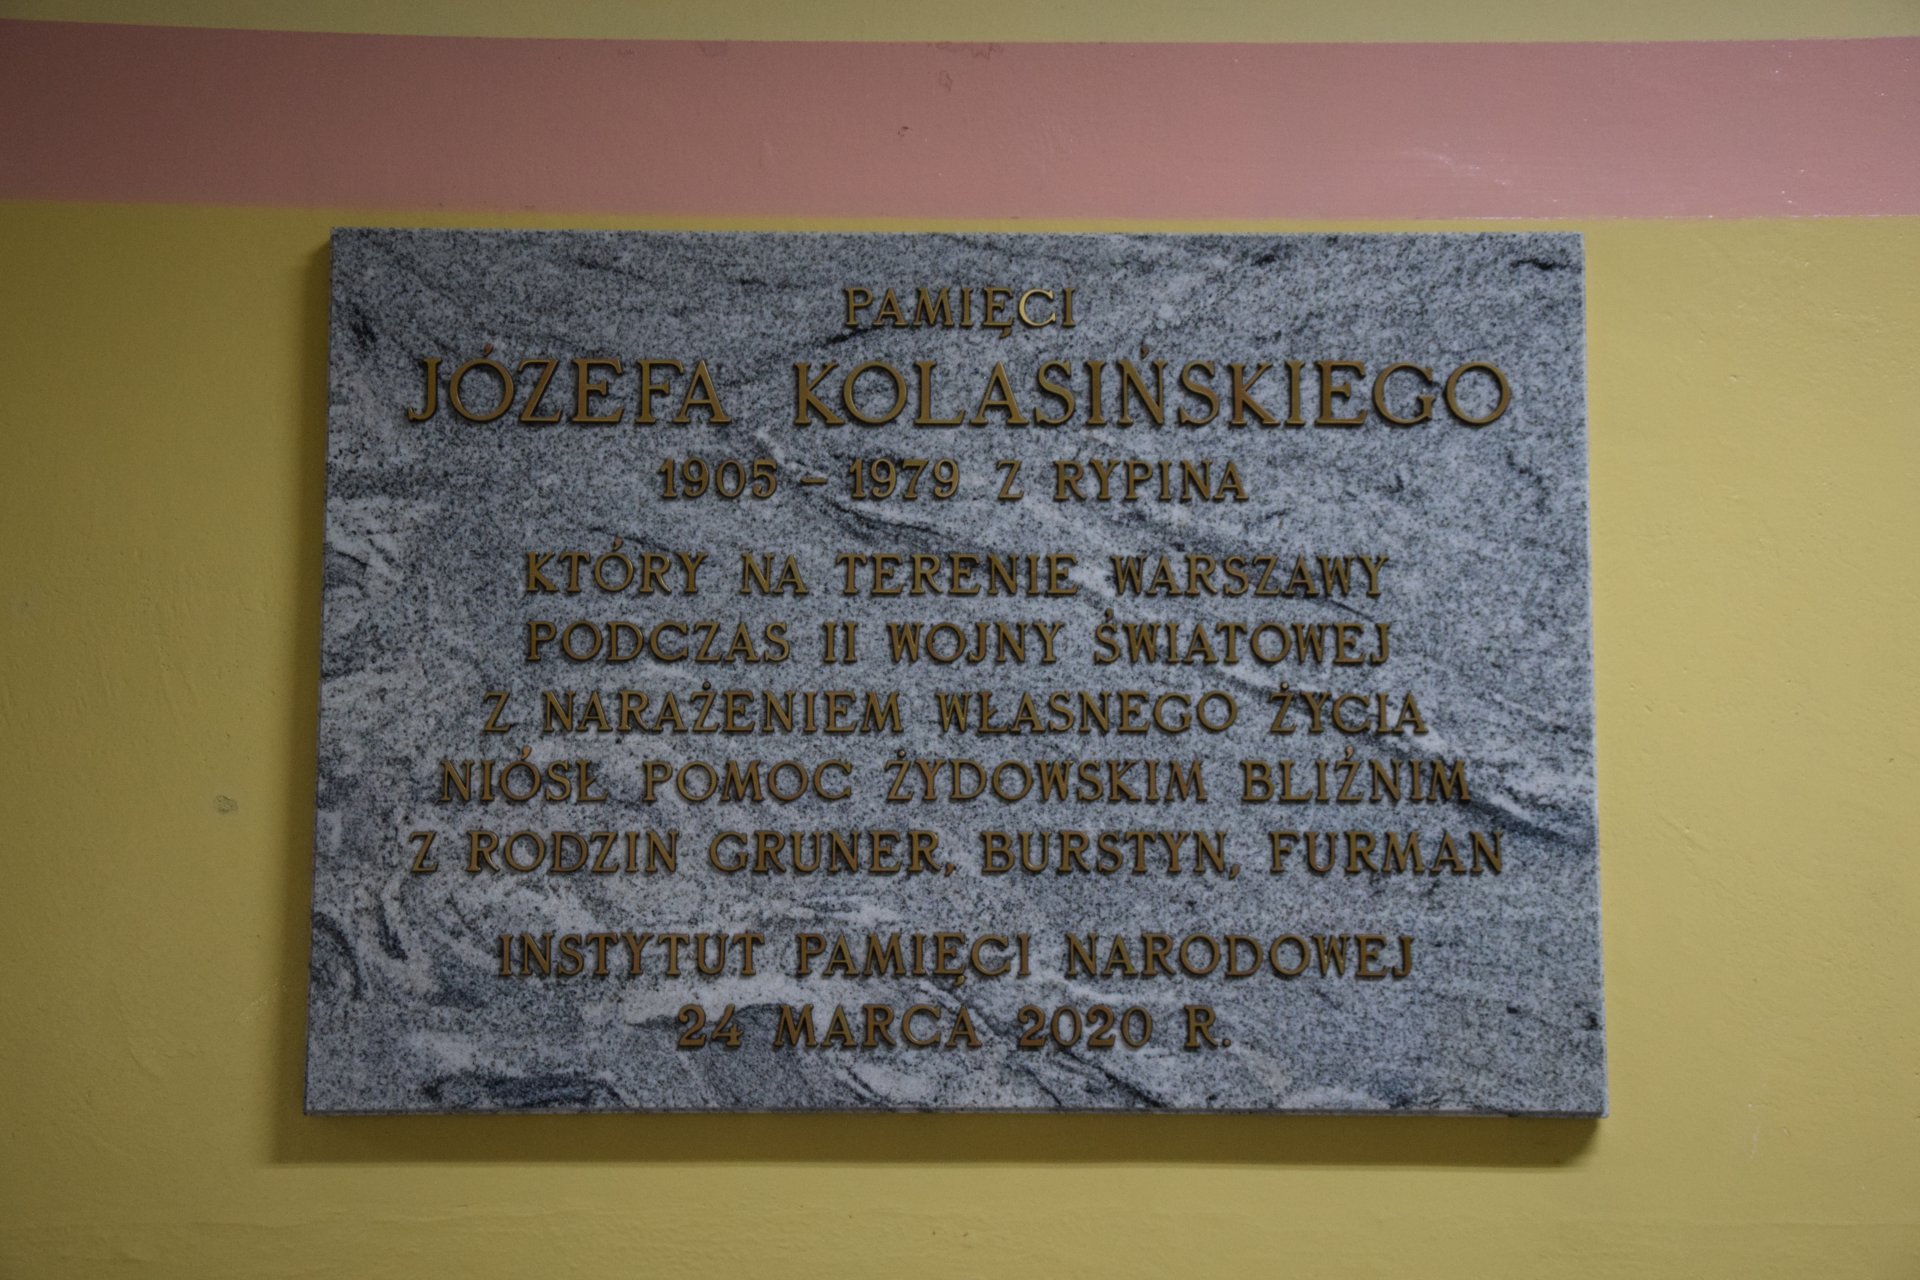 PAMIĘCI
JÓZEFA KOLASIŃSKIEGO
1905 – 1979 Z RYPINA
KTÓRY NA TERENIE WARSZAWY
PODCZAS II WOJNY ŚWIATOWEJ
Z NARAŻENIEM WŁASNEGO ŻYCIA
NIÓSŁ POMOC ŻYDOWSKIM BLIŹNIM
Z RODZIN GRUNER, BURSTYN, FURMAN
INSTYTUT PAMIĘCI NARODOWEJ
24 MARCA 2020 R.